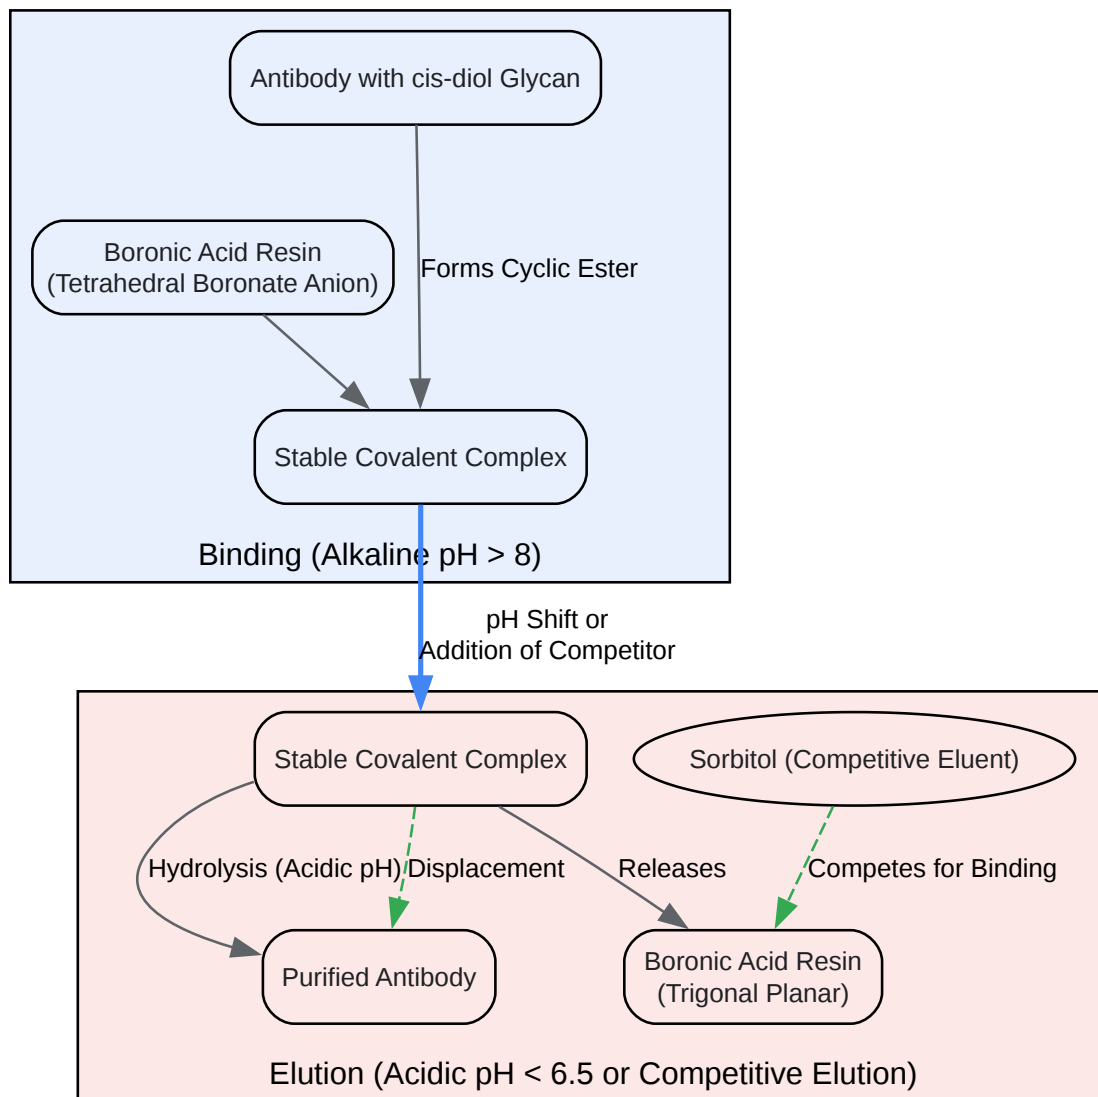 Antibody with cis-diol Glycan
Boronic Acid Resin
(Tetrahedral Boronate Anion)
Forms Cyclic Ester
Stable Covalent Complex
Binding (Alkaline pH > 8)
pH Shift or
Addition of Competitor
Stable Covalent Complex
Sorbitol (Competitive Eluent)
Hydrolysis (Acidic pH)
Displacement
Releases
Competes for Binding
Purified Antibody
Boronic Acid Resin
(Trigonal Planar)
Elution (Acidic pH < 6.5 or Competitive Elution)